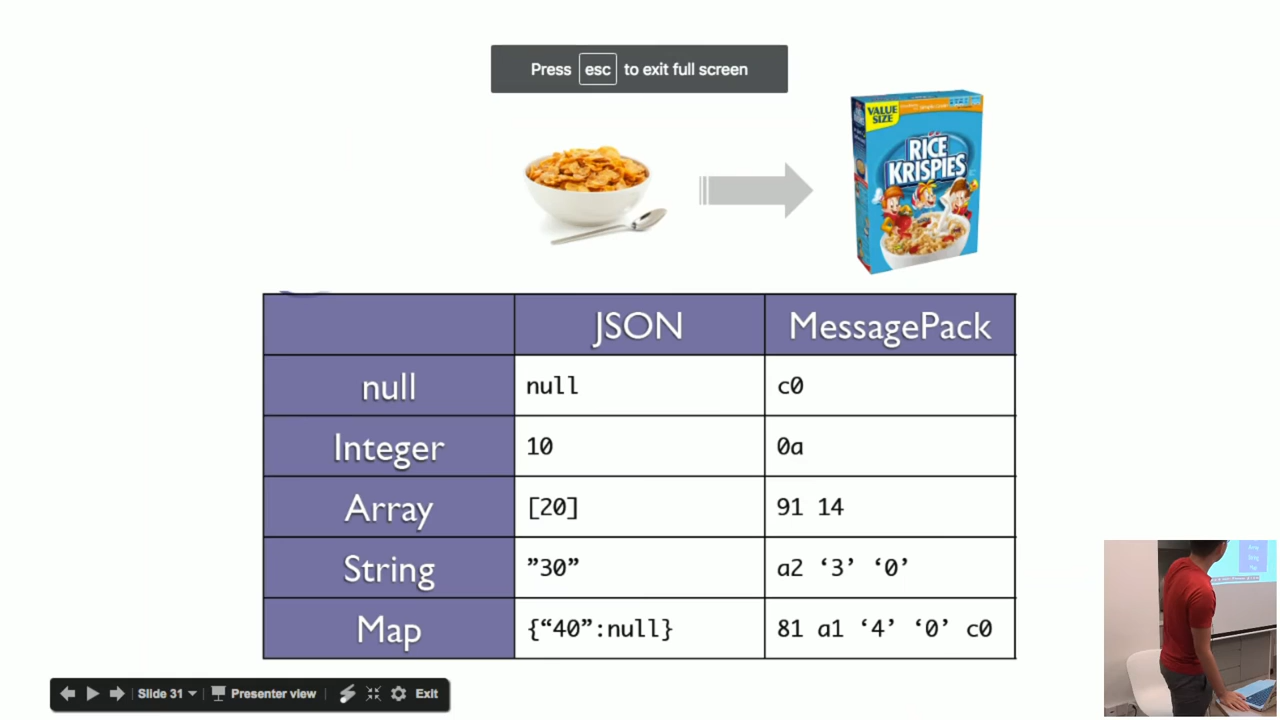 Press esc to exit full screen
VALUE
SIZE
RICE
KRISPIES
JSON MessagePack
null null c0
Integer 10 0a
Array [20] 91 14
String ”30” a2 ‘3’ ‘0’
Map {“40”:null} 81 a1 ‘4’ ‘0’ c0
Slide 31 Presenter view Exit